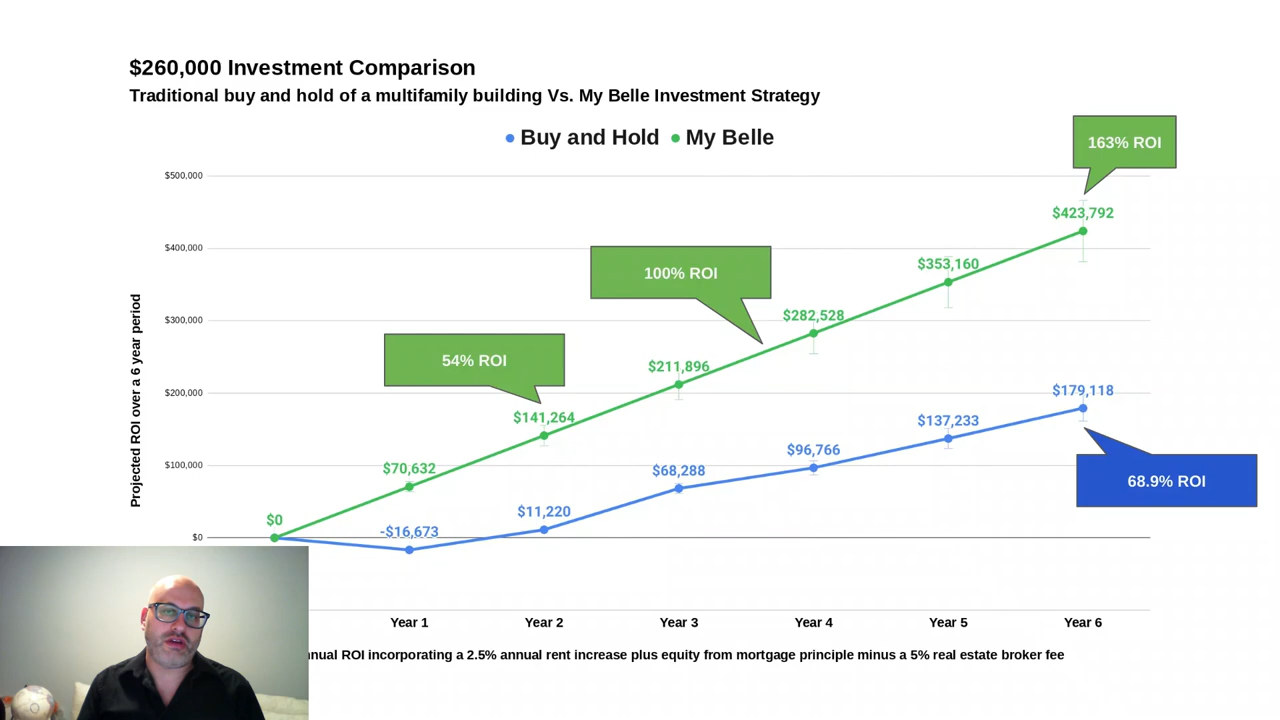 $260,000 Investment Comparison
Traditional buy and hold of a multifamily building Vs. My Belle Investment Strategy
Buy and Hold My Belle
163% ROI
$500,000
$423,792
$400,000
100% ROI
$353,160
$300,000
$282,528
54% ROI
$211,896
$200,000
$179,118
$141,264
$137,233
68.9% ROI
$100,000
$96,766
$70,632
$68,288
$11,220
$0
-$16,673
$0
Projected ROI over a 6 year period
Year 1 Year 2 Year 3 Year 4 Year 5 Year 6
ROI incorporating a 2.5% annual rent increase plus equity from mortgage principle minus a 5% real estate broker fee